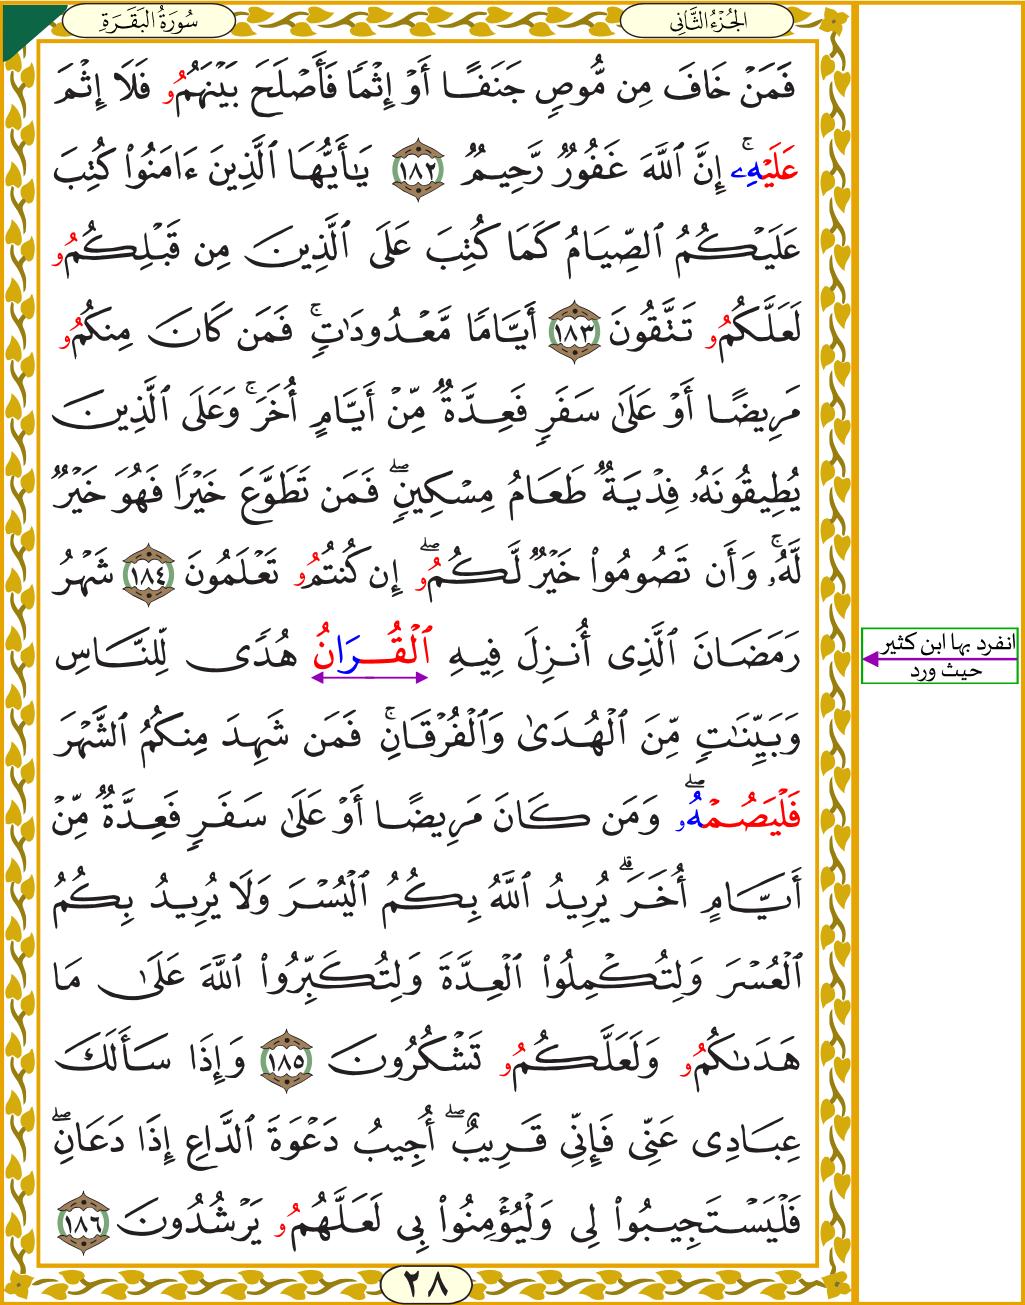 الجُزْءُ الثَّانِي
سُورَةُ البَقَرَةِ
فَمَنْ خَافَ مِن مُّوصٖ جَنَفًا أَوْ إِثْمٗا فَأَصْلَحَ بَيْنَهُمُو فَلَا إِثْمَ
عَلَيْهِۦۚ إِنَّ ٱللَّهَ غَفُورٞ رَّحِيمٞ ١٨٢ يَٰٓأَيُّهَا ٱلَّذِينَ ءَامَنُواْ كُتِبَ
عَلَيْكُمُ ٱلصِّيَامُ كَمَا كُتِبَ عَلَى ٱلَّذِينَ مِن قَبْلِكُمُو
لَعَلَّكُمُو تَتَّقُونَ ١٨٣ أَيَّامٗا مَّعْدُودَٰتٖۚ فَمَن كَانَ مِنكُمُو
مَرِيضًا أَوْ عَلَىٰ سَفَرٖ فَعِدَّةٞ مِّنْ أَيَّامٍ أُخَرَۚ وَعَلَى ٱلَّذِينَ
يُطِيقُونَهُۥ فِدْيَةٞ طَعَامُ مِسْكِينٖۖ فَمَن تَطَوَّعَ خَيْرٗا فَهُوَ خَيْرٞ
لَّهُۥۚ وَأَن تَصُومُواْ خَيْرٞ لَّكُمُوۖ إِن كُنتُمُو تَعْلَمُونَ ١٨٤ شَهْرُ
رَمَضَانَ ٱلَّذِي أُنزِلَ فِيهِ ٱلْقُرَانُ هُدٗى لِّلنَّاسِ
وَبَيِّنَٰتٖ مِّنَ ٱلْهُدَىٰ وَٱلْفُرْقَانِۚ فَمَن شَهِدَ مِنكُمُ ٱلشَّهْرَ
فَلْيَصُمْهُۥۖ وَمَن كَانَ مَرِيضًا أَوْ عَلَىٰ سَفَرٖ فَعِدَّةٞ مِّنْ
أَيَّامٍ أُخَرَۗ يُرِيدُ ٱللَّهُ بِكُمُ ٱلْيُسْرَ وَلَا يُرِيدُ بِكُمُ
ٱلْعُسْرَ وَلِتُكْمِلُواْ ٱلْعِدَّةَ وَلِتُكَبِّرُواْ ٱللَّهَ عَلَىٰ مَا
هَدَىٰكُمُو وَلَعَلَّكُمُو تَشْكُرُونَ ١٨٥ وَإِذَا سَأَلَكَ
عِبَادِي عَنِّي فَإِنِّي قَرِيبٌۖ أُجِيبُ دَعْوَةَ ٱلدَّاعِ إِذَا دَعَانِۖ
فَلْيَسْتَجِيبُواْ لِي وَلْيُؤْمِنُواْ بِي لَعَلَّهُمُو يَرْشُدُونَ ١٨٦
انفرد بها ابن كثير
حيث ورد
٢٨